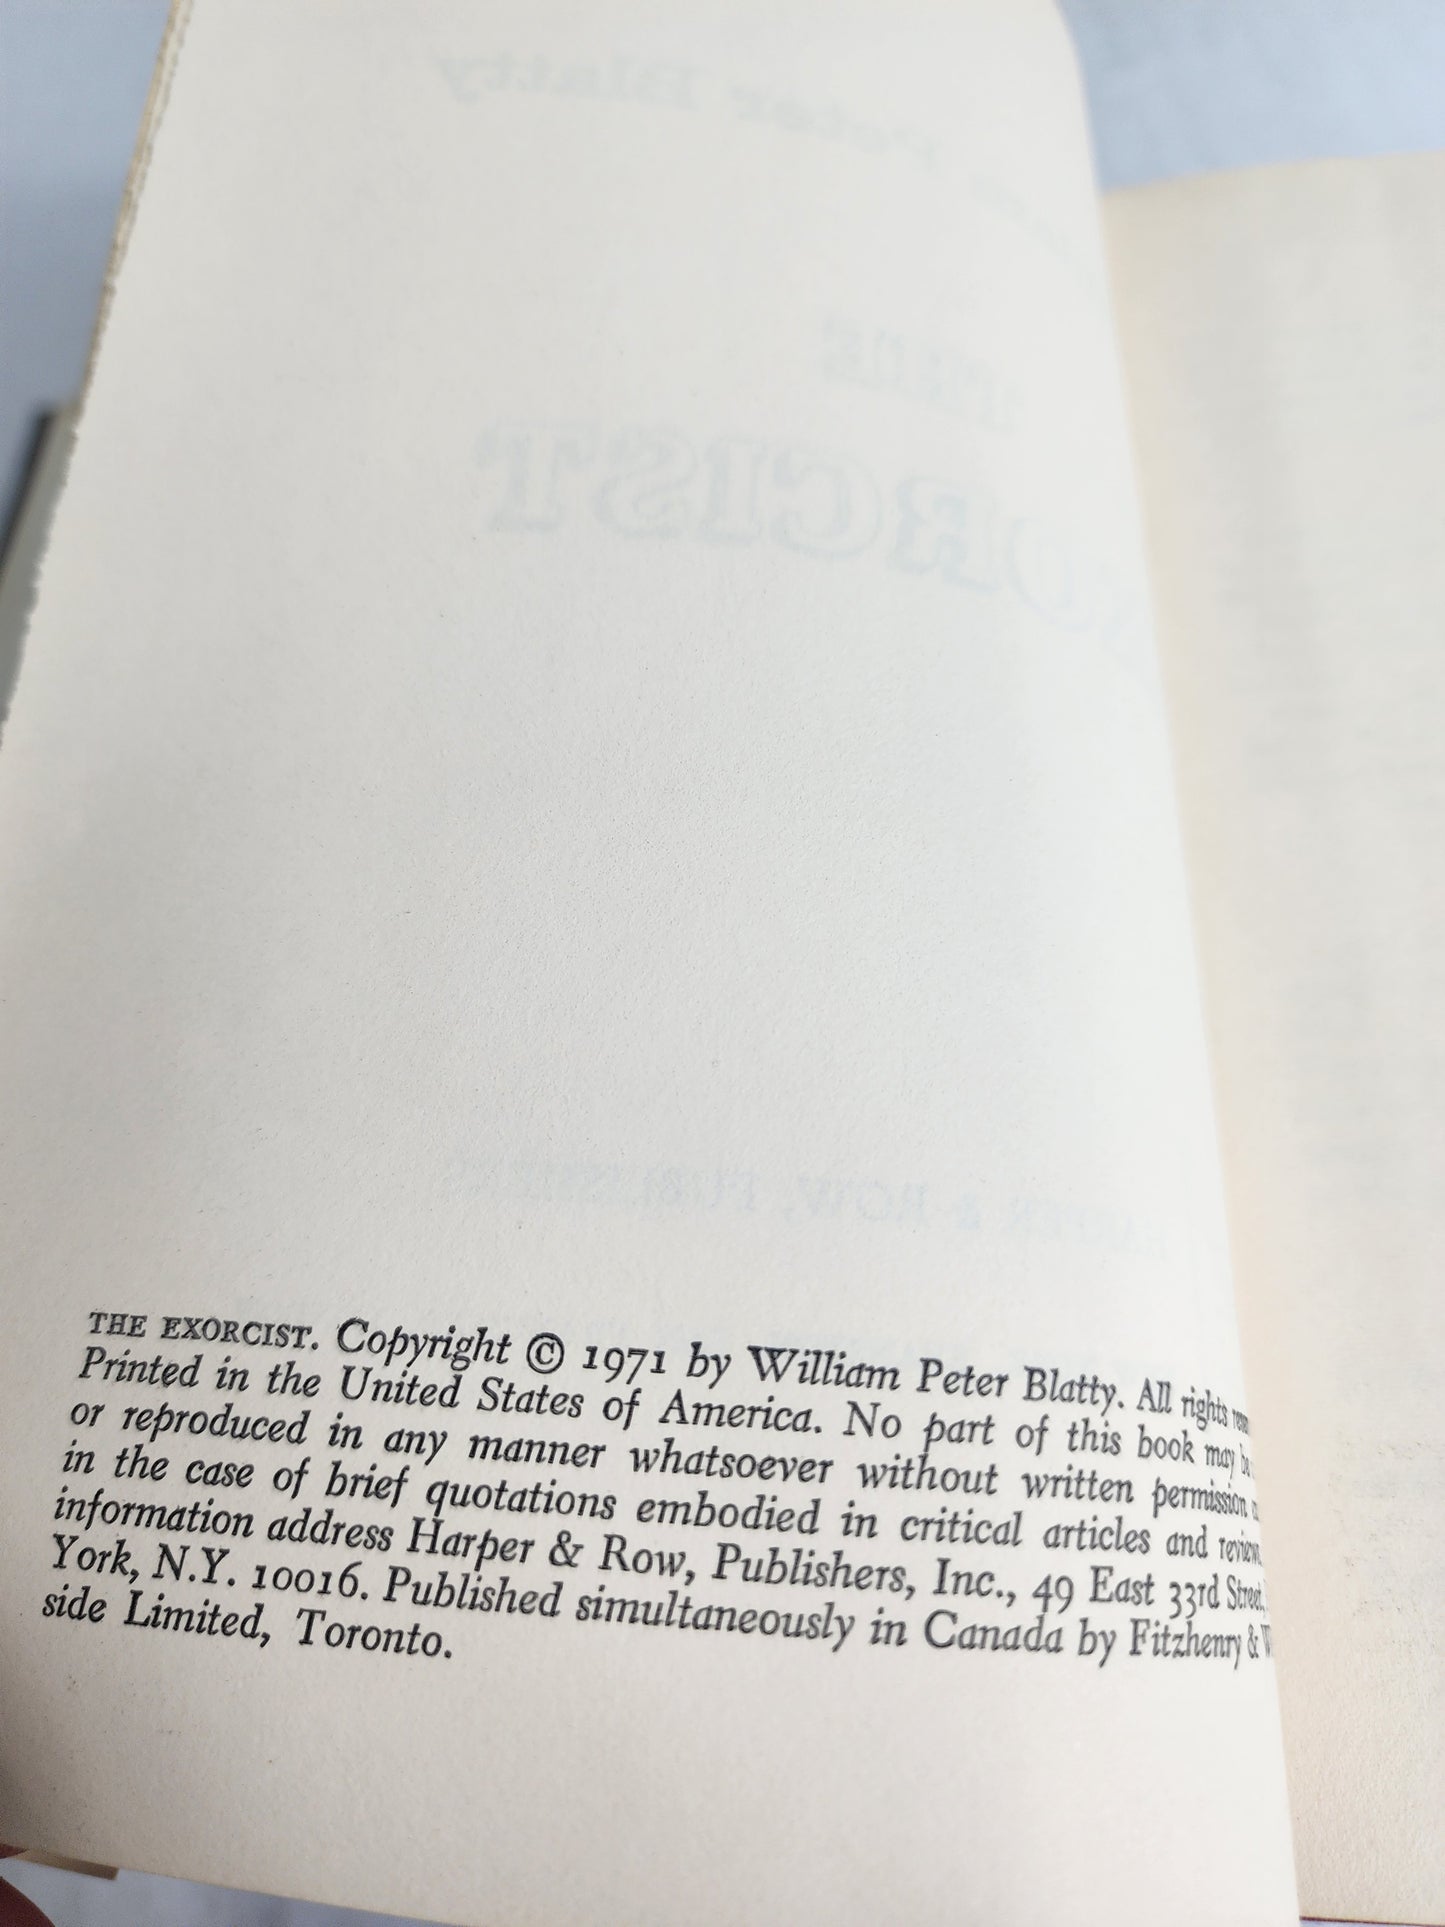 THE EXORCIST. Copyright © 1971 by William Peter Blatty. All rights
Printed in the United States of America. No part of this book may
or reproduced in any manner whatsoever without written permission
in the case of brief quotations embodied in critical articles and
information address Harper & Row, Publishers, Inc., 49 East 33rd Street,
York, N.Y. 10016. Published simultaneously in Canada by Fitzhenry &
side Limited, Toronto.